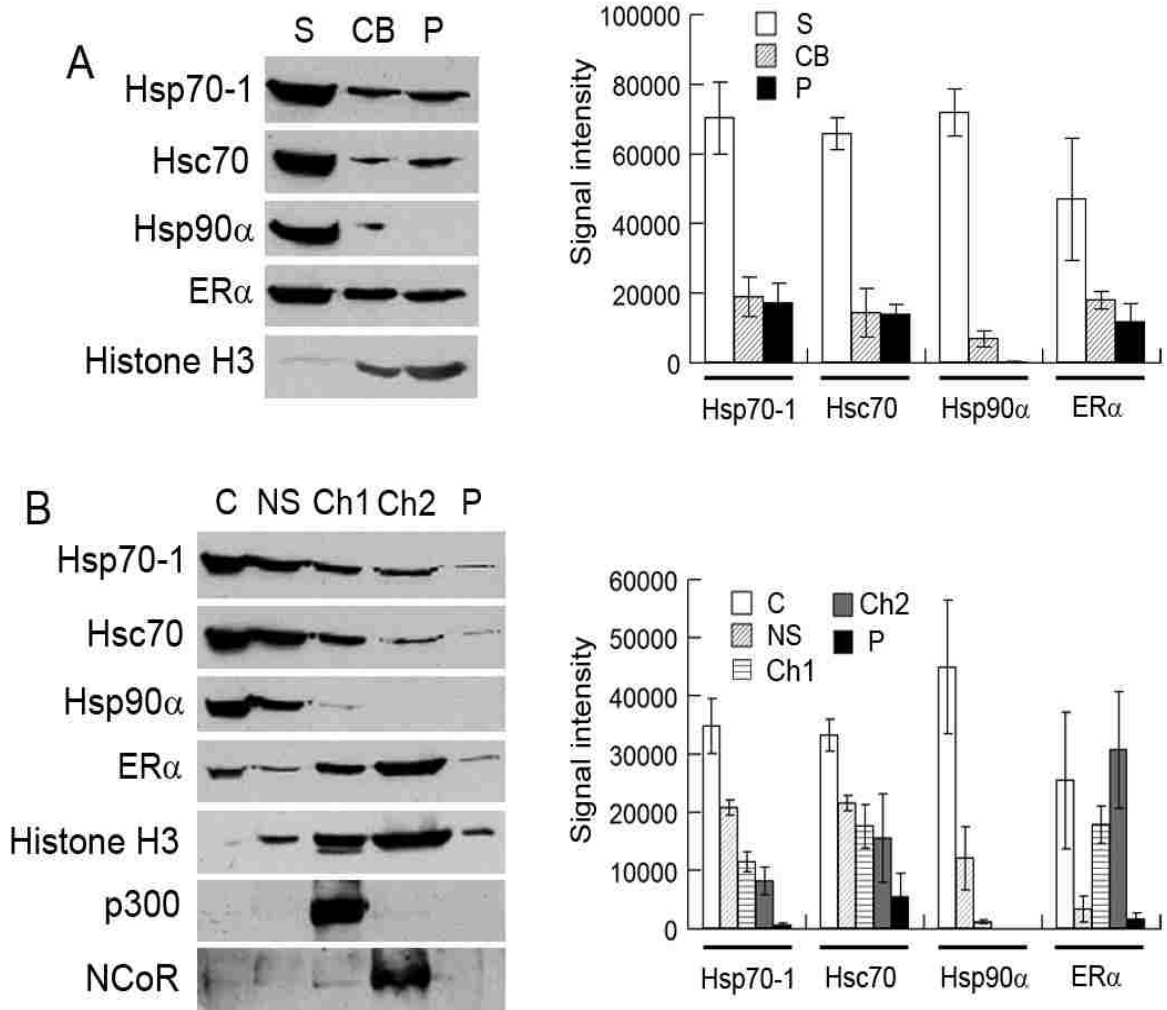 A
S CB P
Hsp70-1
Hsc70
Hsp90α
ERα
Histone H3
Signal intensity
100000
80000
60000
40000
20000
0
S
CB
P
Hsp70-1 Hsc70 Hsp90α ERα
B
C NS Ch1 Ch2 P
Hsp70-1
Hsc70
Hsp90α
ERα
Histone H3
p300
NCoR
Signal intensity
60000
50000
40000
30000
20000
10000
0
C Ch2
NS P
Ch1
Hsp70-1 Hsc70 Hsp90α ERα